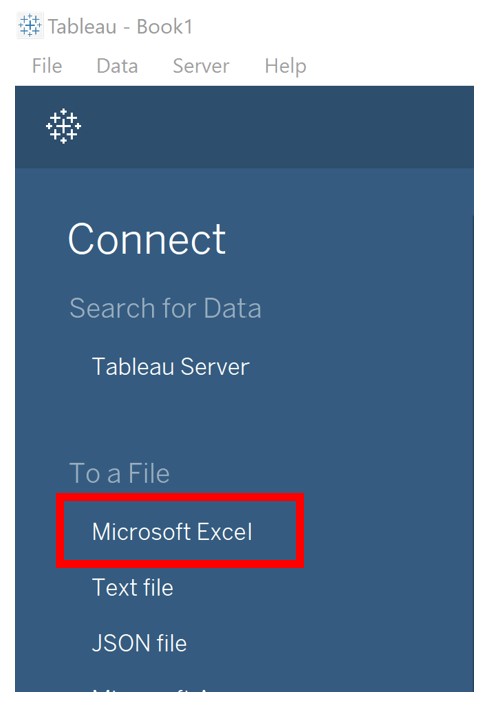 Tableau - Book1
File Data Server Help
Connect
Search for Data
Tableau Server
To a File
Microsoft Excel
Text file
JSON file